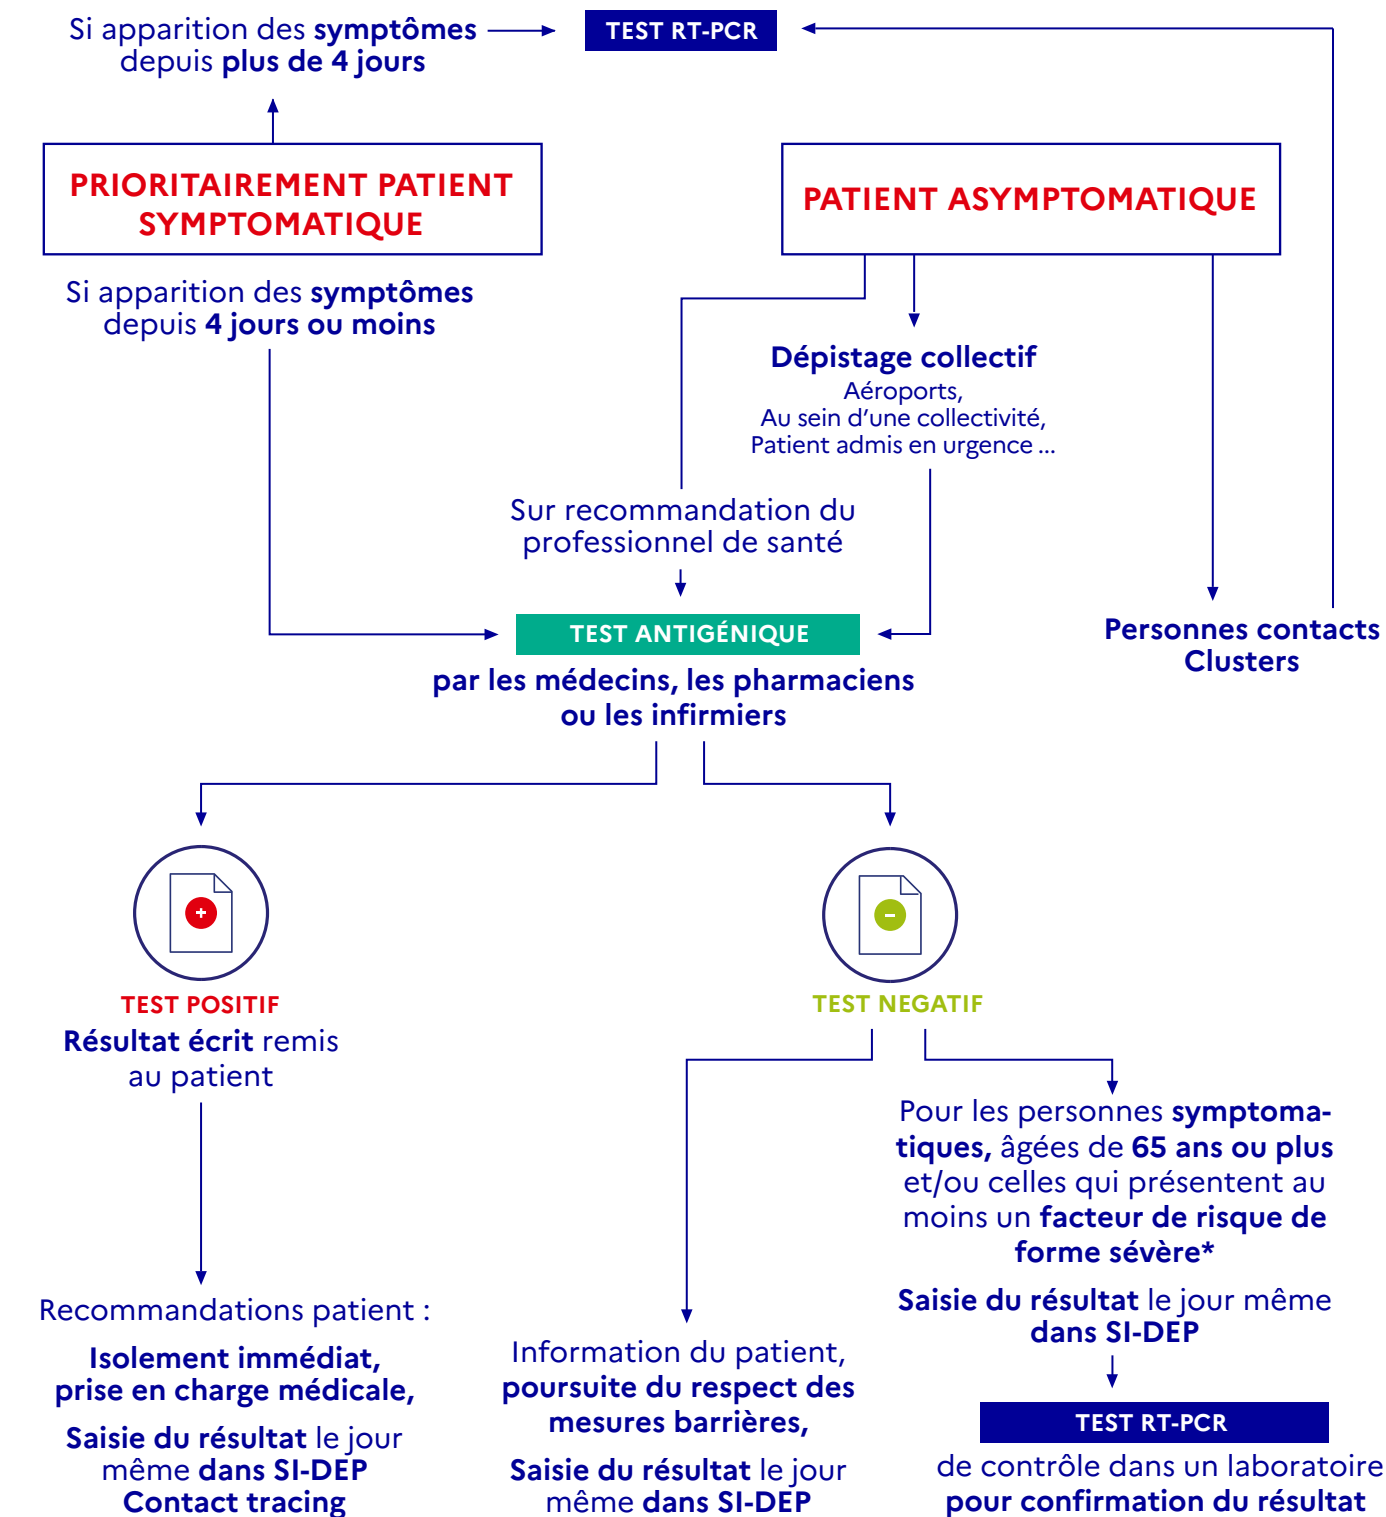 Si apparition des symptômes
depuis plus de 4 jours
TEST RT-PCR
PRIORITAIREMENT PATIENT
SYMPTOMATIQUE
PATIENT ASYMPTOMATIQUE
Si apparition des symptômes
depuis 4 jours ou moins
Dépistage collectif
Aéroports,
Au sein d’une collectivité,
Patient admis en urgence ...
Sur recommandation du
professionnel de santé
TEST ANTIGÉNIQUE
par les médecins, les pharmaciens
ou les infirmiers
Personnes contacts
Clusters
+
TEST POSITIF
Résultat écrit remis
au patient
Recommandations patient :
Isolement immédiat,
prise en charge médicale,
Saisie du résultat le jour
même dans SI-DEP
Contact tracing
-
TEST NEGATIF
Information du patient,
poursuite du respect des
mesures barrières,
Saisie du résultat le jour
même dans SI-DEP
Pour les personnes symptoma-
tiques, âgées de 65 ans ou plus
et/ou celles qui présentent au
moins un facteur de risque de
forme sévère*
Saisie du résultat le jour même
dans SI-DEP
TEST RT-PCR
de contrôle dans un laboratoire
pour confirmation du résultat